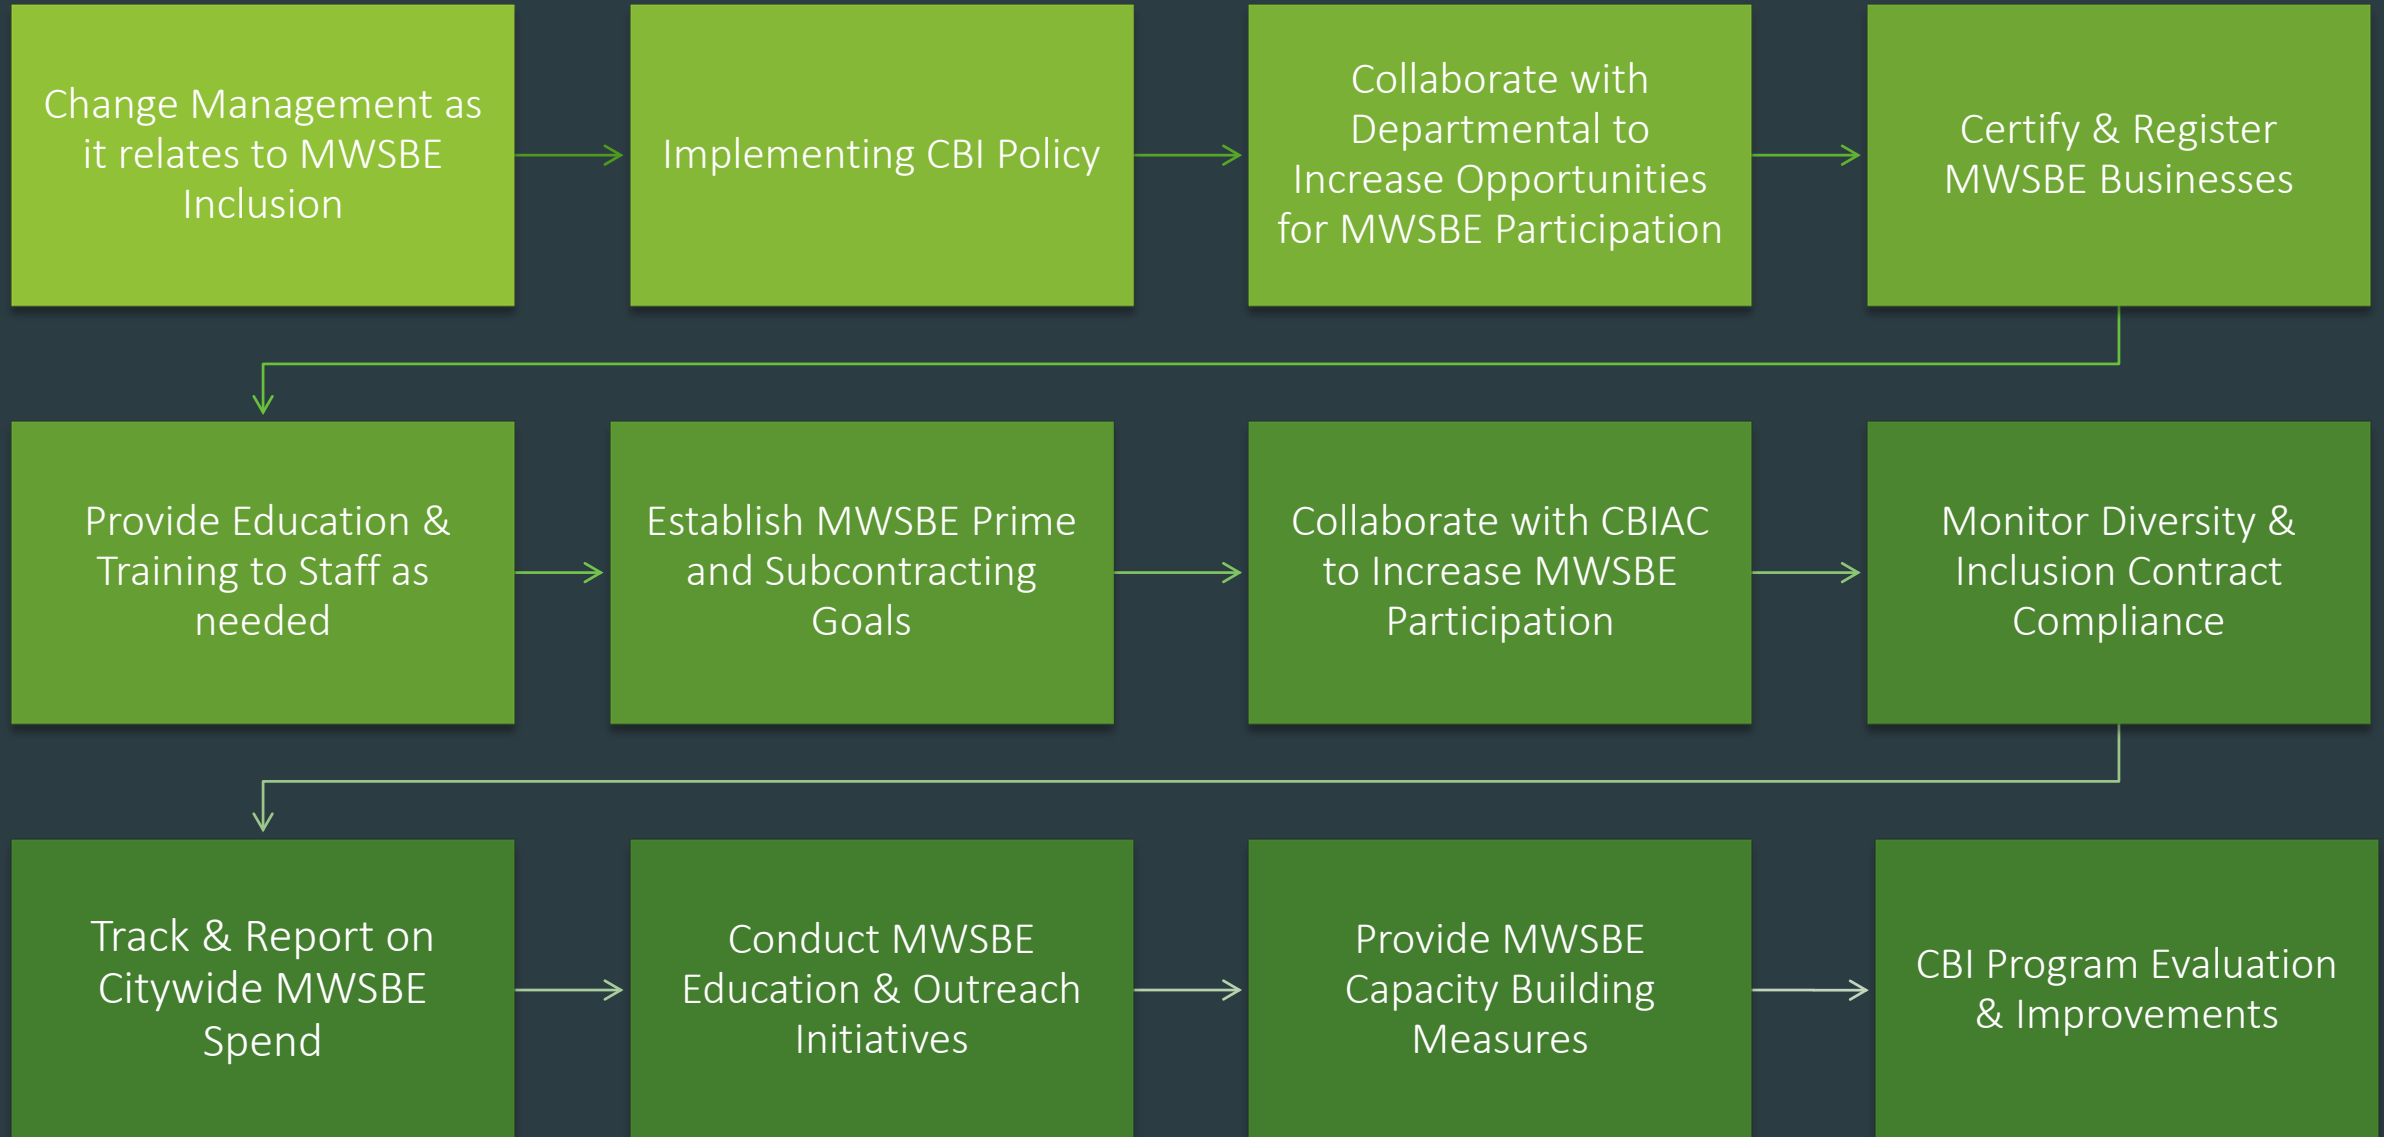 Change Management as
it relates to MWSBE
Inclusion
Implementing CBI Policy
Collaborate with
Departmental to
Increase Opportunities
for MWSBE Participation
Certify & Register
MWSBE Businesses
Provide Education &
Training to Staff as
needed
Establish MWSBE Prime
and Subcontracting
Goals
Collaborate with CBIAC
to Increase MWSBE
Participation
Monitor Diversity &
Inclusion Contract
Compliance
Track & Report on
Citywide MWSBE
Spend
Conduct MWSBE
Education & Outreach
Initiatives
Provide MWSBE
Capacity Building
Measures
CBI Program Evaluation
& Improvements